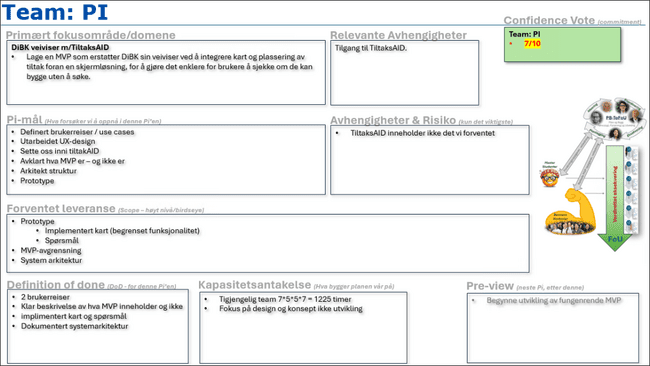 Team: PI
Confidence Vote (commitment)
Team: PI
• 7/10
Primært fokusområde/domene
DiBK veiviser m/TiltaksAID
• Lage en MVP som erstatter DiBK sin veiviser ved å integrere kart og plassering av
tiltak foran en skjermløsning, for å gjøre det enklere for brukere å sjekke om de kan
bygge uten å søke.
Relevante Avhengigheter
Tilgang til TiltaksAID.
Pi-mål (Hva forsøker vi å oppnå i denne Pi'en)
• Definert brukerreiser / use cases
• Utarbeidet UX-design
• Sette oss inni tiltakAID
• Avklart hva MVP er – og ikke er
• Arkitekt struktur
• Prototype
Avhengigheter & Risiko (kun det viktigste)
• TiltaksAID inneholder ikke det vi forventet
Forventet leveranse (Scope – høyt nivå/birdseye)
• Prototype
• Implementert kart (begrenset funksjonalitet)
• Spørsmål
• MVP-avgrensning
• System arkitektur
Definition of done (DoD - for denne Pi'en)
• 2 brukerreiser
• Klar beskrivelse av hva MVP inneholder og ikke
• implimentert kart og spørsmål
• Dokumentert systemarkitektur
Kapasitetsantakelse (Hva bygger planen vår på)
• Tigjengelig team 7*5*5*7 = 1225 timer
• Fokus på design og konsept ikke utvikling
Pre-view (neste Pi, etter denne)
• Begynne utvikling av fungenrende MVP
FoU